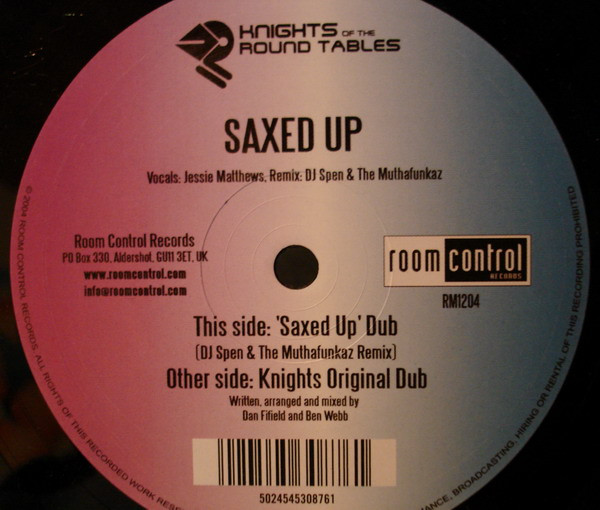 KNIGHTS OF THE
ROUND TABLES
SAXED UP
Vocals: Jessie Matthews, Remix: DJ Spen & The Muthafunkaz
Room Control Records
PO Box 330, Aldershot, GU11 3ET, UK
www.roomcontrol.com
info@roomcontrol.com
room control
RECORDS
RM1204
This side: 'Saxed Up' Dub
(DJ Spen & The Muthafunkaz Remix)
Other side: Knights Original Dub
Written, arranged and mixed by
Dan Fifield and Ben Webb
5024545308761
© 2004 ROOM CONTROL RECORDS. ALL RIGHTS OF THIS RECORDED WORK RESE
ANCE, BROADCASTING, HIRING OR RENTAL OF THIS RECORDING PROHIBITED